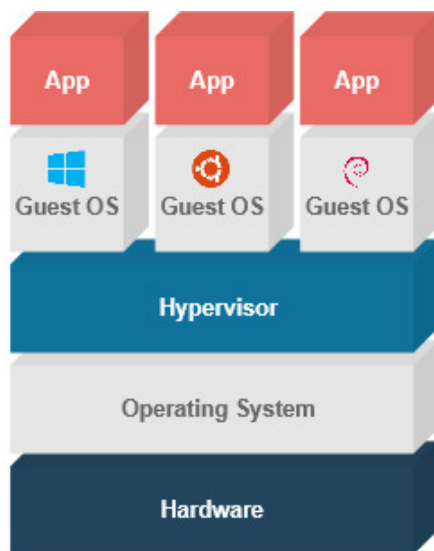 App App App
Guest OS Guest OS Guest OS
Hypervisor
Operating System
Hardware